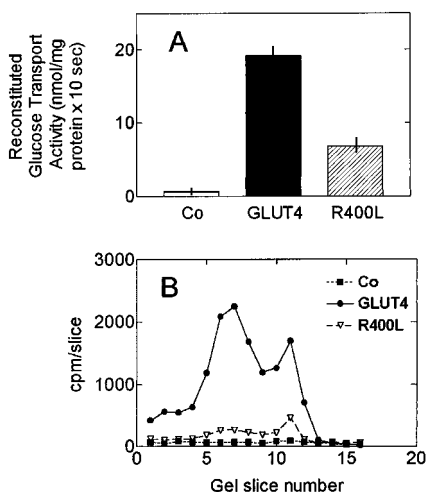 A
Reconstituted
Glucose Transport
Activity (nmol/mg
protein x 10 sec)
20
10
0
Co
GLUT4
R400L
B
Co
GLUT4
R400L
cpm/slice
3000
2000
1000
0
0
5
10
15
20
Gel slice number